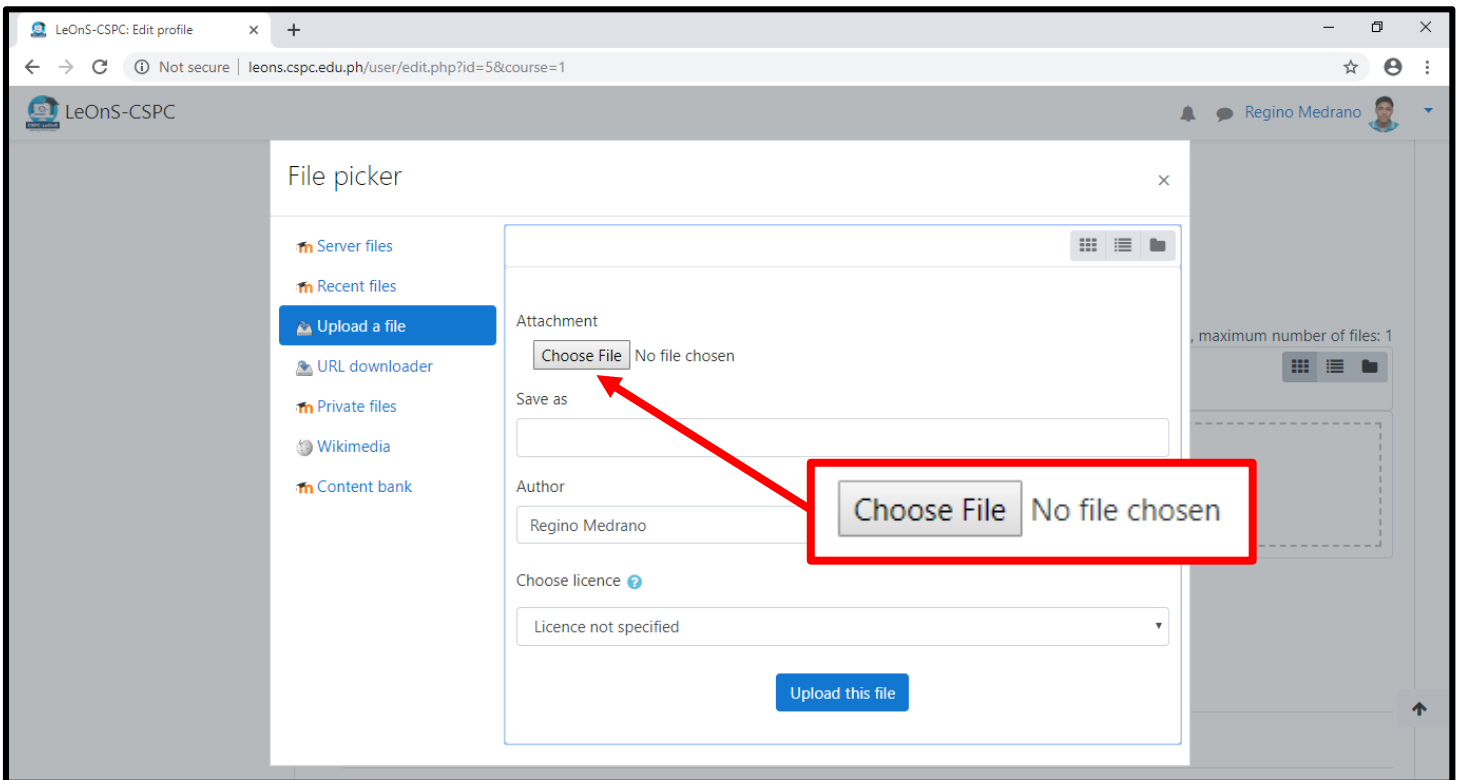 LeOnS-CSPC: Edit profile
Not secure | leons.cspc.edu.ph/user/edit.php?id=5&course=1
LeOnS-CSPC
Regino Medrano
File picker
Server files
Recent files
Upload a file
URL downloader
Private files
Wikimedia
Content bank
Attachment
Choose File No file chosen
Save as
Author
Regino Medrano
Choose licence
Licence not specified
Upload this file
, maximum number of files: 1
Choose File No file chosen